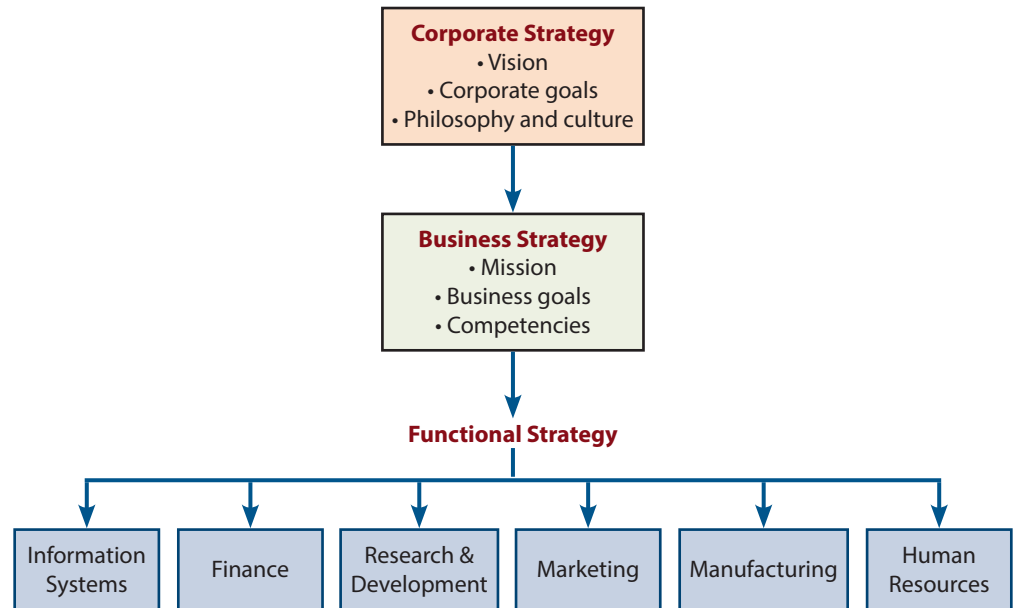 Corporate Strategy
• Vision
• Corporate goals
• Philosophy and culture
Business Strategy
• Mission
• Business goals
• Competencies
Functional Strategy
Information
Systems
Finance
Research &
Development
Marketing
Manufacturing
Human
Resources